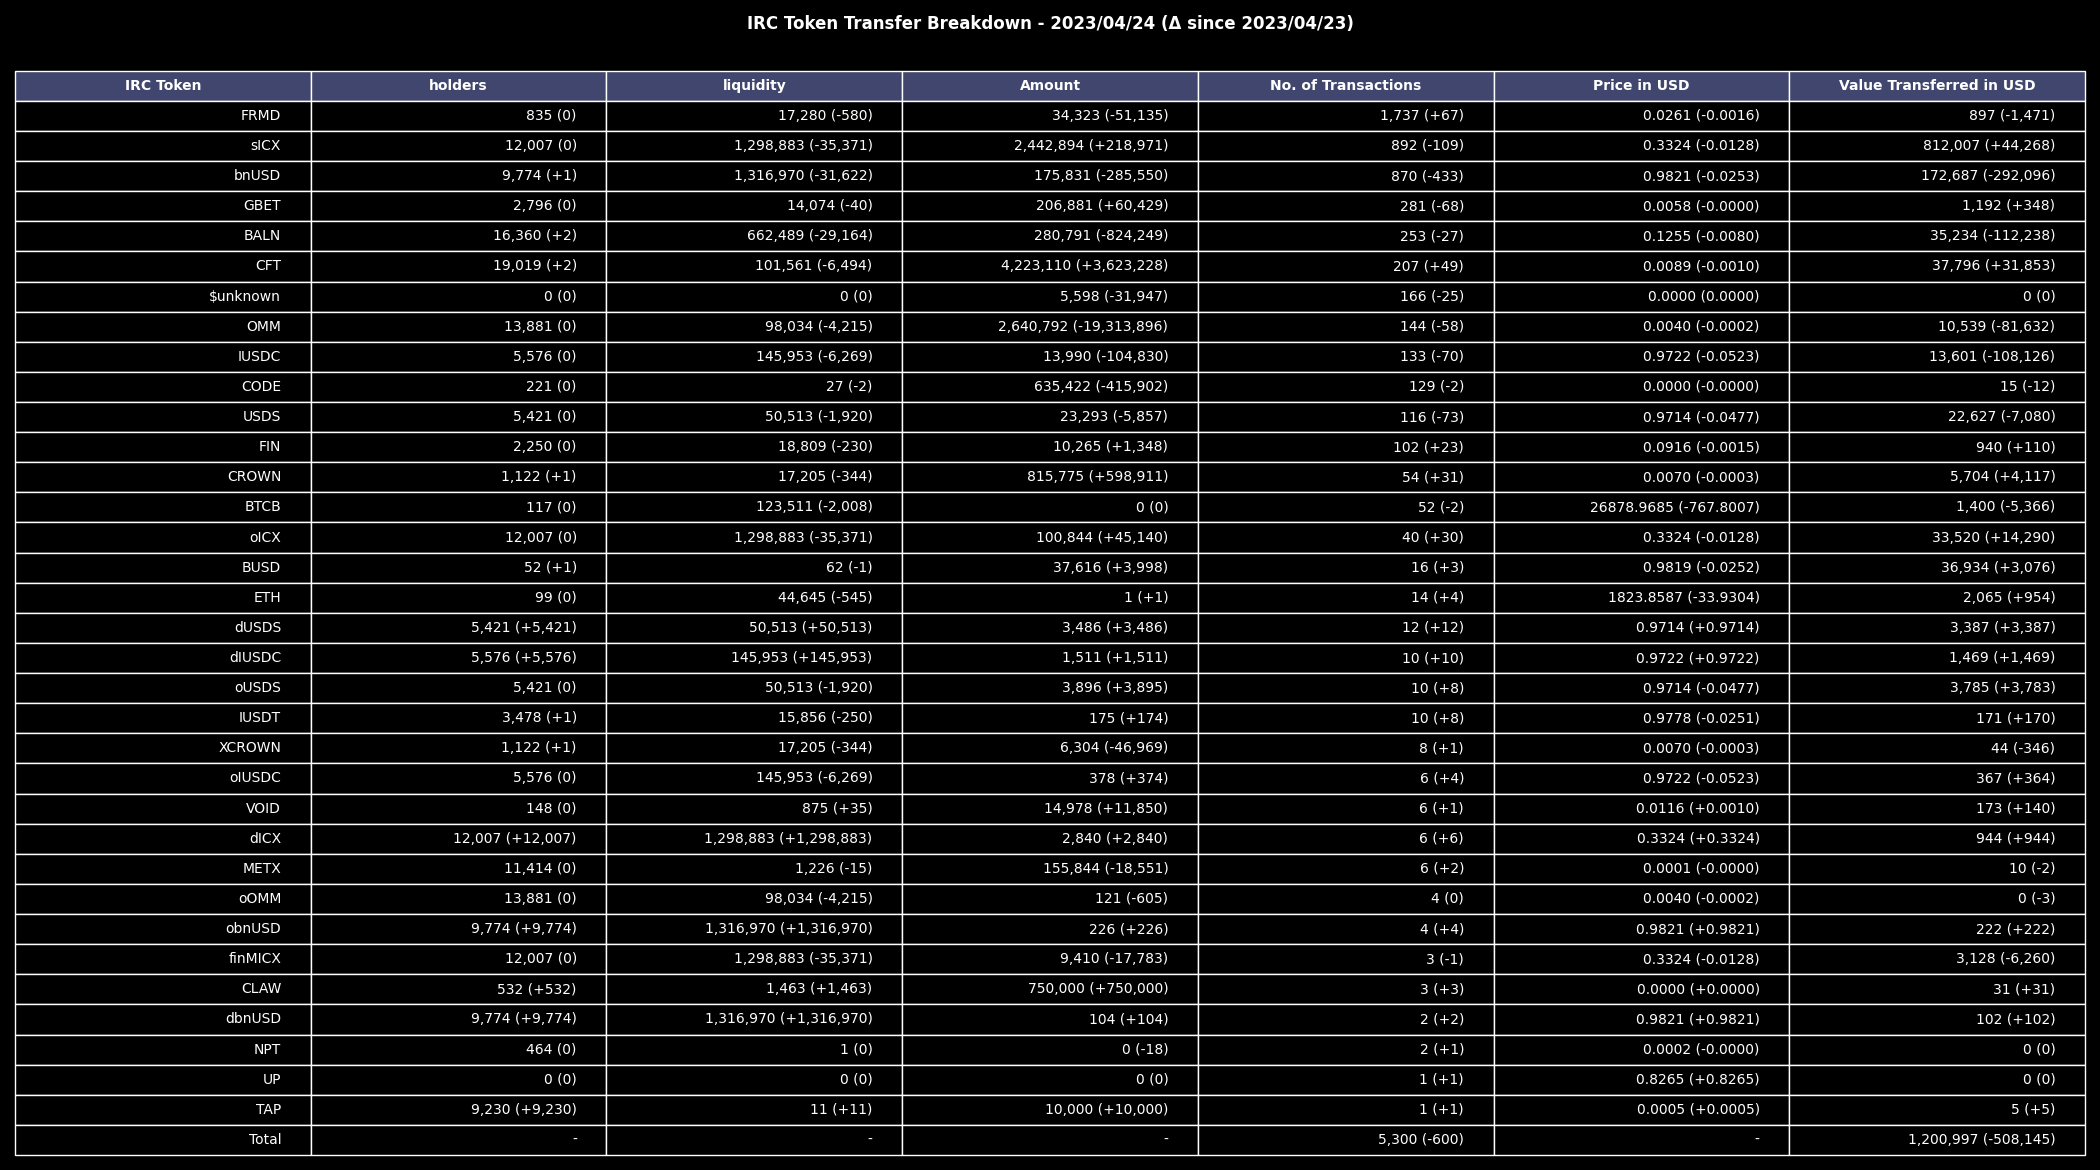 IRC Token Transfer Breakdown - 2023/04/24 (Δ since 2023/04/23)
IRC Token holders liquidity Amount No. of Transactions Price in USD Value Transferred in USD
FRMD 835 (0) 17,280 (-580) 34,323 (-51,135) 1,737 (+67) 0.0261 (-0.0016) 897 (-1,471)
sICX 12,007 (0) 1,298,883 (-35,371) 2,442,894 (+218,971) 892 (-109) 0.3324 (-0.0128) 812,007 (+44,268)
bnUSD 9,774 (+1) 1,316,970 (-31,622) 175,831 (-285,550) 870 (-433) 0.9821 (-0.0253) 172,687 (-292,096)
GBET 2,796 (0) 14,074 (-40) 206,881 (+60,429) 281 (-68) 0.0058 (-0.0000) 1,192 (+348)
BALN 16,360 (+2) 662,489 (-29,164) 280,791 (-824,249) 253 (-27) 0.1255 (-0.0080) 35,234 (-112,238)
CFT 19,019 (+2) 101,561 (-6,494) 4,223,110 (+3,623,228) 207 (+49) 0.0089 (-0.0010) 37,796 (+31,853)
$unknown 0 (0) 0 (0) 5,598 (-31,947) 166 (-25) 0.0000 (0.0000) 0 (0)
OMM 13,881 (0) 98,034 (-4,215) 2,640,792 (-19,313,896) 144 (-58) 0.0040 (-0.0002) 10,539 (-81,632)
IUSDC 5,576 (0) 145,953 (-6,269) 13,990 (-104,830) 133 (-70) 0.9722 (-0.0523) 13,601 (-108,126)
CODE 221 (0) 27 (-2) 635,422 (-415,902) 129 (-2) 0.0000 (-0.0000) 15 (-12)
USDS 5,421 (0) 50,513 (-1,920) 23,293 (-5,857) 116 (-73) 0.9714 (-0.0477) 22,627 (-7,080)
FIN 2,250 (0) 18,809 (-230) 10,265 (+1,348) 102 (+23) 0.0916 (-0.0015) 940 (+110)
CROWN 1,122 (+1) 17,205 (-344) 815,775 (+598,911) 54 (+31) 0.0070 (-0.0003) 5,704 (+4,117)
BTCB 117 (0) 123,511 (-2,008) 0 (0) 52 (-2) 26878.9685 (-767.8007) 1,400 (-5,366)
oICX 12,007 (0) 1,298,883 (-35,371) 100,844 (+45,140) 40 (+30) 0.3324 (-0.0128) 33,520 (+14,290)
BUSD 52 (+1) 62 (-1) 37,616 (+3,998) 16 (+3) 0.9819 (-0.0252) 36,934 (+3,076)
ETH 99 (0) 44,645 (-545) 1 (+1) 14 (+4) 1823.8587 (-33.9304) 2,065 (+954)
dUSDS 5,421 (+5,421) 50,513 (+50,513) 3,486 (+3,486) 12 (+12) 0.9714 (+0.9714) 3,387 (+3,387)
dIUSDC 5,576 (+5,576) 145,953 (+145,953) 1,511 (+1,511) 10 (+10) 0.9722 (+0.9722) 1,469 (+1,469)
oUSDS 5,421 (0) 50,513 (-1,920) 3,896 (+3,895) 10 (+8) 0.9714 (-0.0477) 3,785 (+3,783)
IUSDT 3,478 (+1) 15,856 (-250) 175 (+174) 10 (+8) 0.9778 (-0.0251) 171 (+170)
XCROWN 1,122 (+1) 17,205 (-344) 6,304 (-46,969) 8 (+1) 0.0070 (-0.0003) 44 (-346)
oIUSDC 5,576 (0) 145,953 (-6,269) 378 (+374) 6 (+4) 0.9722 (-0.0523) 367 (+364)
VOID 148 (0) 875 (+35) 14,978 (+11,850) 6 (+1) 0.0116 (+0.0010) 173 (+140)
dICX 12,007 (+12,007) 1,298,883 (+1,298,883) 2,840 (+2,840) 6 (+6) 0.3324 (+0.3324) 944 (+944)
METX 11,414 (0) 1,226 (-15) 155,844 (-18,551) 6 (+2) 0.0001 (-0.0000) 10 (-2)
oOMM 13,881 (0) 98,034 (-4,215) 121 (-605) 4 (0) 0.0040 (-0.0002) 0 (-3)
obnUSD 9,774 (+9,774) 1,316,970 (+1,316,970) 226 (+226) 4 (+4) 0.9821 (+0.9821) 222 (+222)
finMICX 12,007 (0) 1,298,883 (-35,371) 9,410 (-17,783) 3 (-1) 0.3324 (-0.0128) 3,128 (-6,260)
CLAW 532 (+532) 1,463 (+1,463) 750,000 (+750,000) 3 (+3) 0.0000 (+0.0000) 31 (+31)
dbnUSD 9,774 (+9,774) 1,316,970 (+1,316,970) 104 (+104) 2 (+2) 0.9821 (+0.9821) 102 (+102)
NPT 464 (0) 1 (0) 0 (-18) 2 (+1) 0.0002 (-0.0000) 0 (0)
UP 0 (0) 0 (0) 0 (0) 1 (+1) 0.8265 (+0.8265) 0 (0)
TAP 9,230 (+9,230) 11 (+11) 10,000 (+10,000) 1 (+1) 0.0005 (+0.0005) 5 (+5)
Total - - - 5,300 (-600) - 1,200,997 (-508,145)